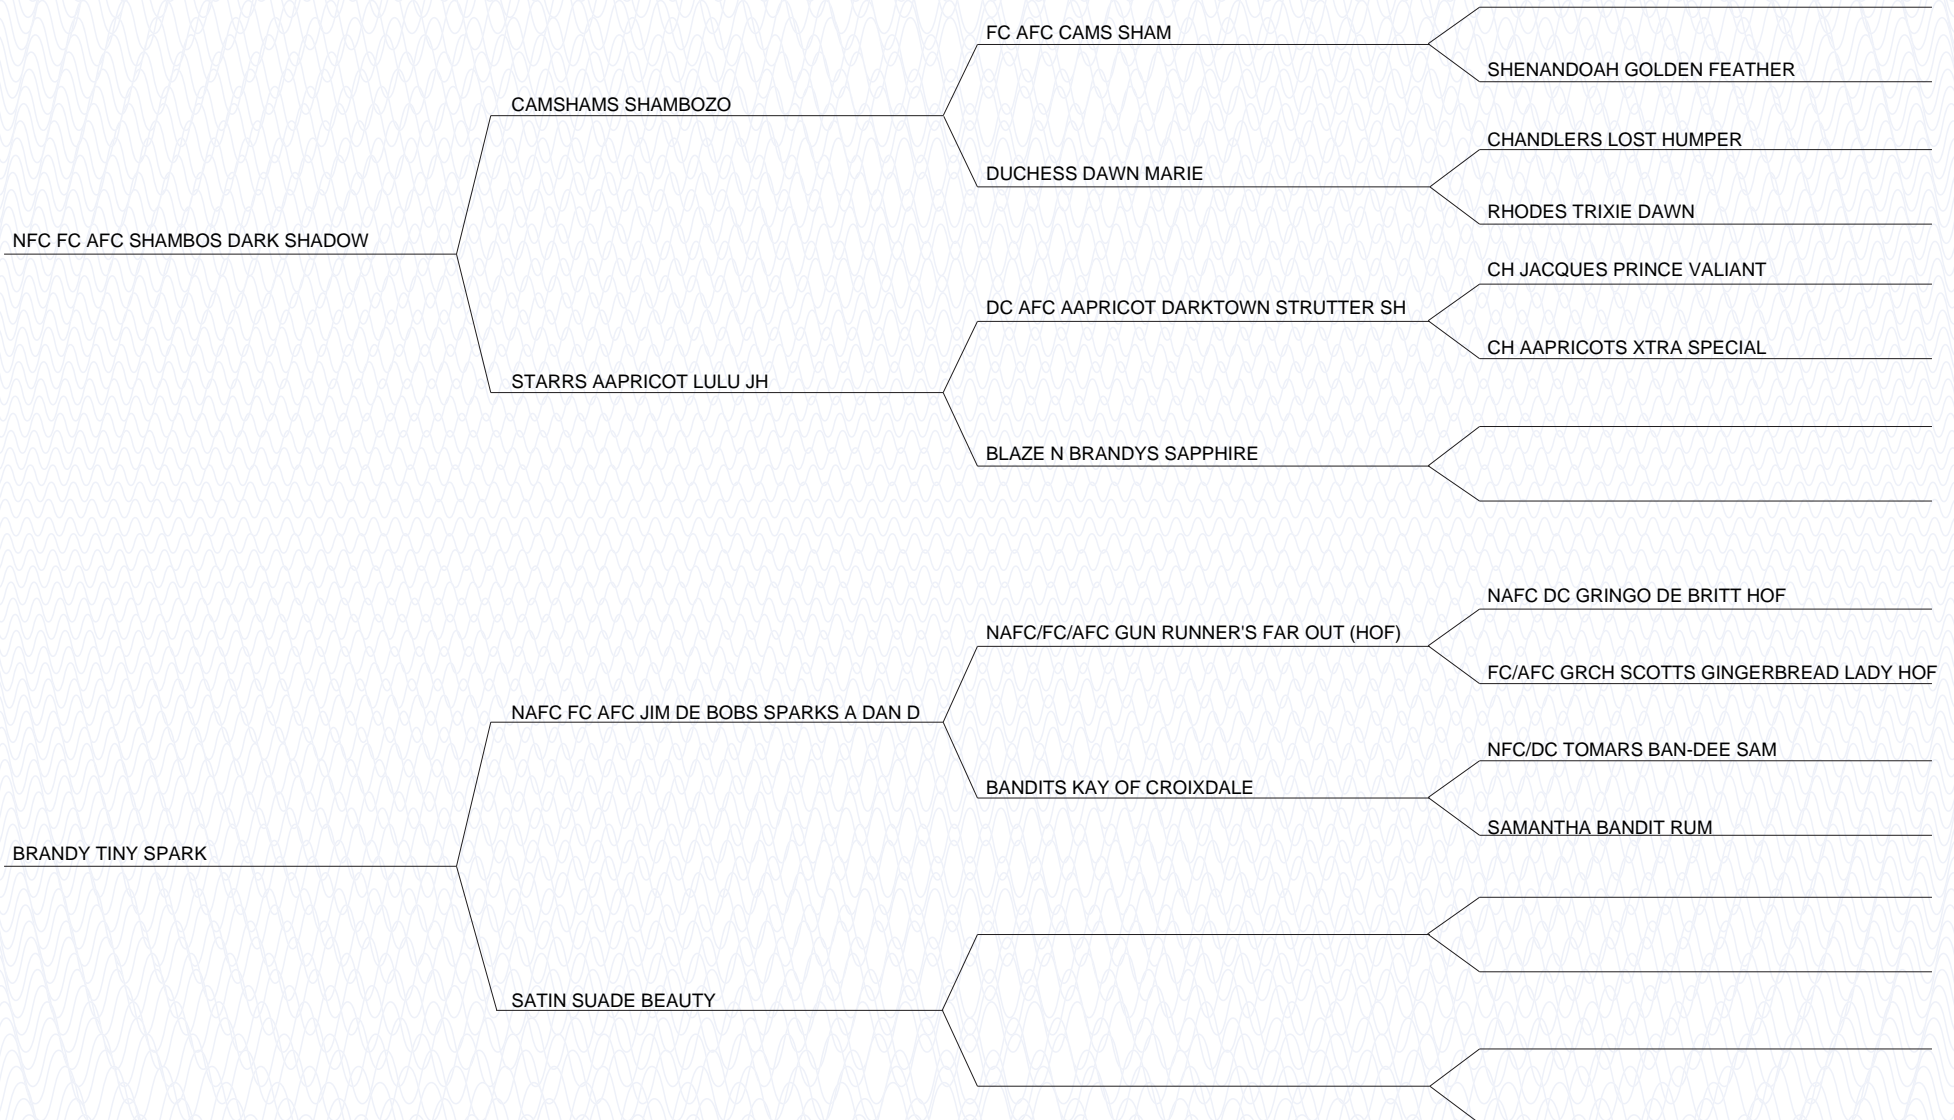 FC AFC CAMS SHAM
SHENANDOAH GOLDEN FEATHER
CAMSHAMS SHAMBOZO
CHANDLERS LOST HUMPER
DUCHESS DAWN MARIE
RHODES TRIXIE DAWN
NFC FC AFC SHAMBOS DARK SHADOW
CH JACQUES PRINCE VALIANT
DC AFC AAPRICOT DARKTOWN STRUTTER SH
CH AAPRICOTS XTRA SPECIAL
STARRS AAPRICOT LULU JH
BLAZE N BRANDYS SAPPHIRE
NAFC DC GRINGO DE BRITT HOF
NAFC/FC/AFC GUN RUNNER'S FAR OUT (HOF)
FC/AFC GRCH SCOTTS GINGERBREAD LADY HOF
NAFC FC AFC JIM DE BOBS SPARKS A DAN D
NFC/DC TOMARS BAN-DEE SAM
BANDITS KAY OF CROIXDALE
SAMANTHA BANDIT RUM
BRANDY TINY SPARK
SATIN SUADE BEAUTY